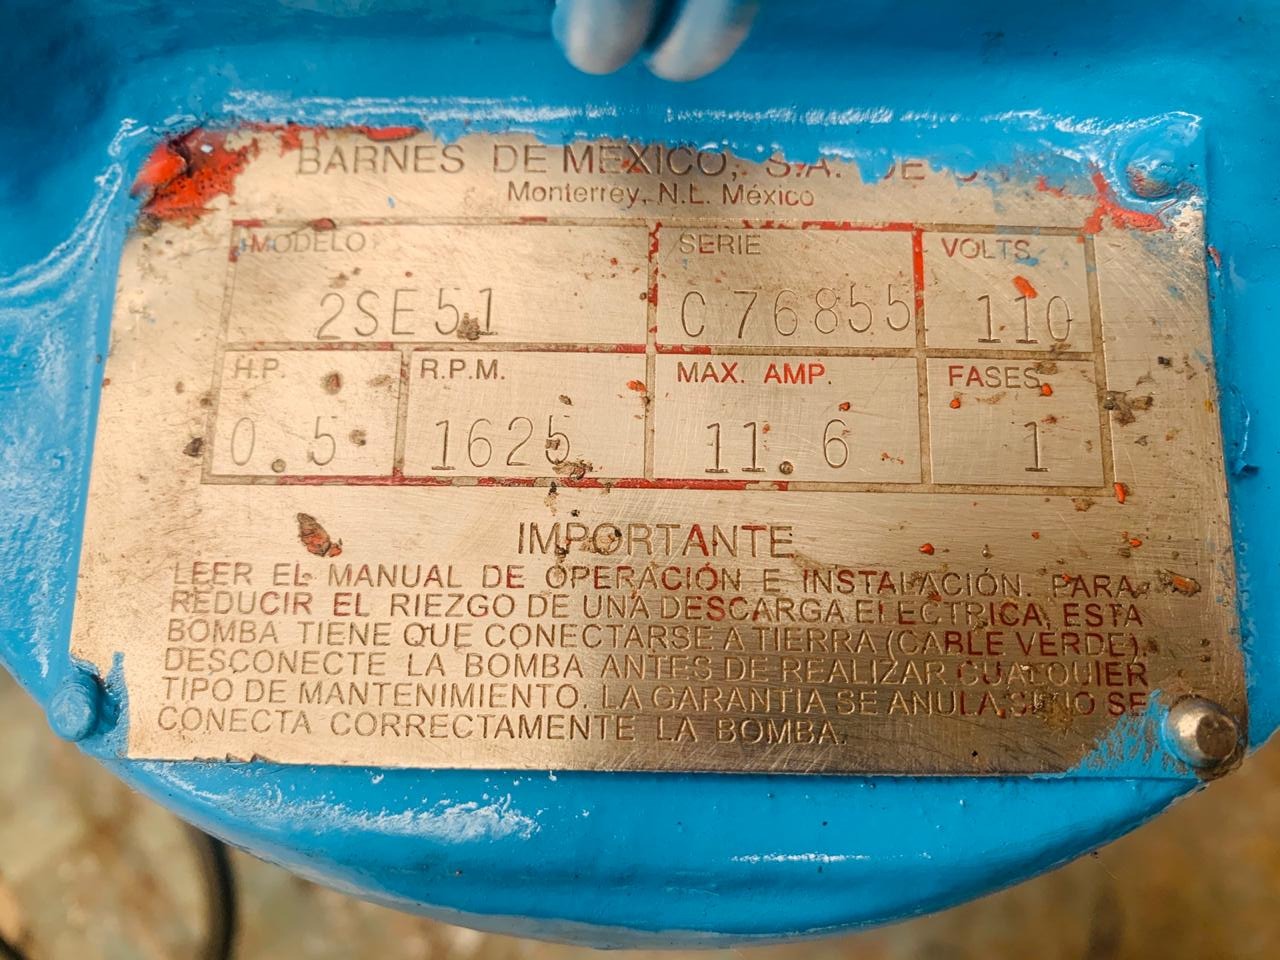 BARNES DE MEXICO, S.A. DE
Monterrey, N.L. México
MODELO SERIE VOLTS
2SE51 C76855 110
H.P. R.P.M. MAX. AMP. FASES
0.5 1625 11.6 1
IMPORTANTE
LEER EL MANUAL DE OPERACIÓN E INSTALACIÓN. PARA
REDUCIR EL RIEZGO DE UNA DESCARGA ELECTRICA, ESTA
BOMBA TIENE QUE CONECTARSE A TIERRA (CABLE VERDE).
DESCONECTE LA BOMBA ANTES DE REALIZAR CUALQUIER
TIPO DE MANTENIMIENTO. LA GARANTIA SE ANULA, SI NO SE
CONECTA CORRECTAMENTE LA BOMBA.